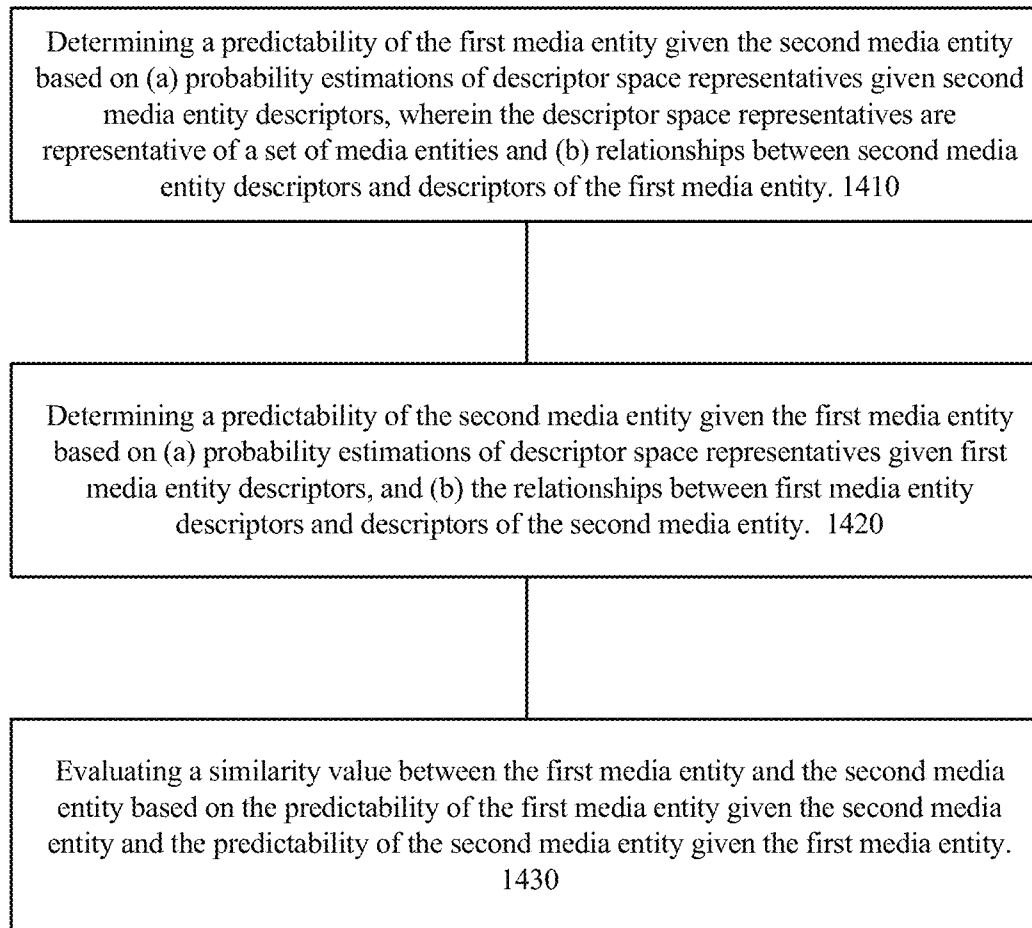 Determining a predictability of the first media entity given the second media entity
based on (a) probability estimations of descriptor space representatives given second
media entity descriptors, wherein the descriptor space representatives are
representative of a set of media entities and (b) relationships between second media
entity descriptors and descriptors of the first media entity. 1410
Determining a predictability of the second media entity given the first media entity
based on (a) probability estimations of descriptor space representatives given first
media entity descriptors, and (b) the relationships between first media entity
descriptors and descriptors of the second media entity. 1420
Evaluating a similarity value between the first media entity and the second media
entity based on the predictability of the first media entity given the second media
entity and the predictability of the second media entity given the first media entity.
1430